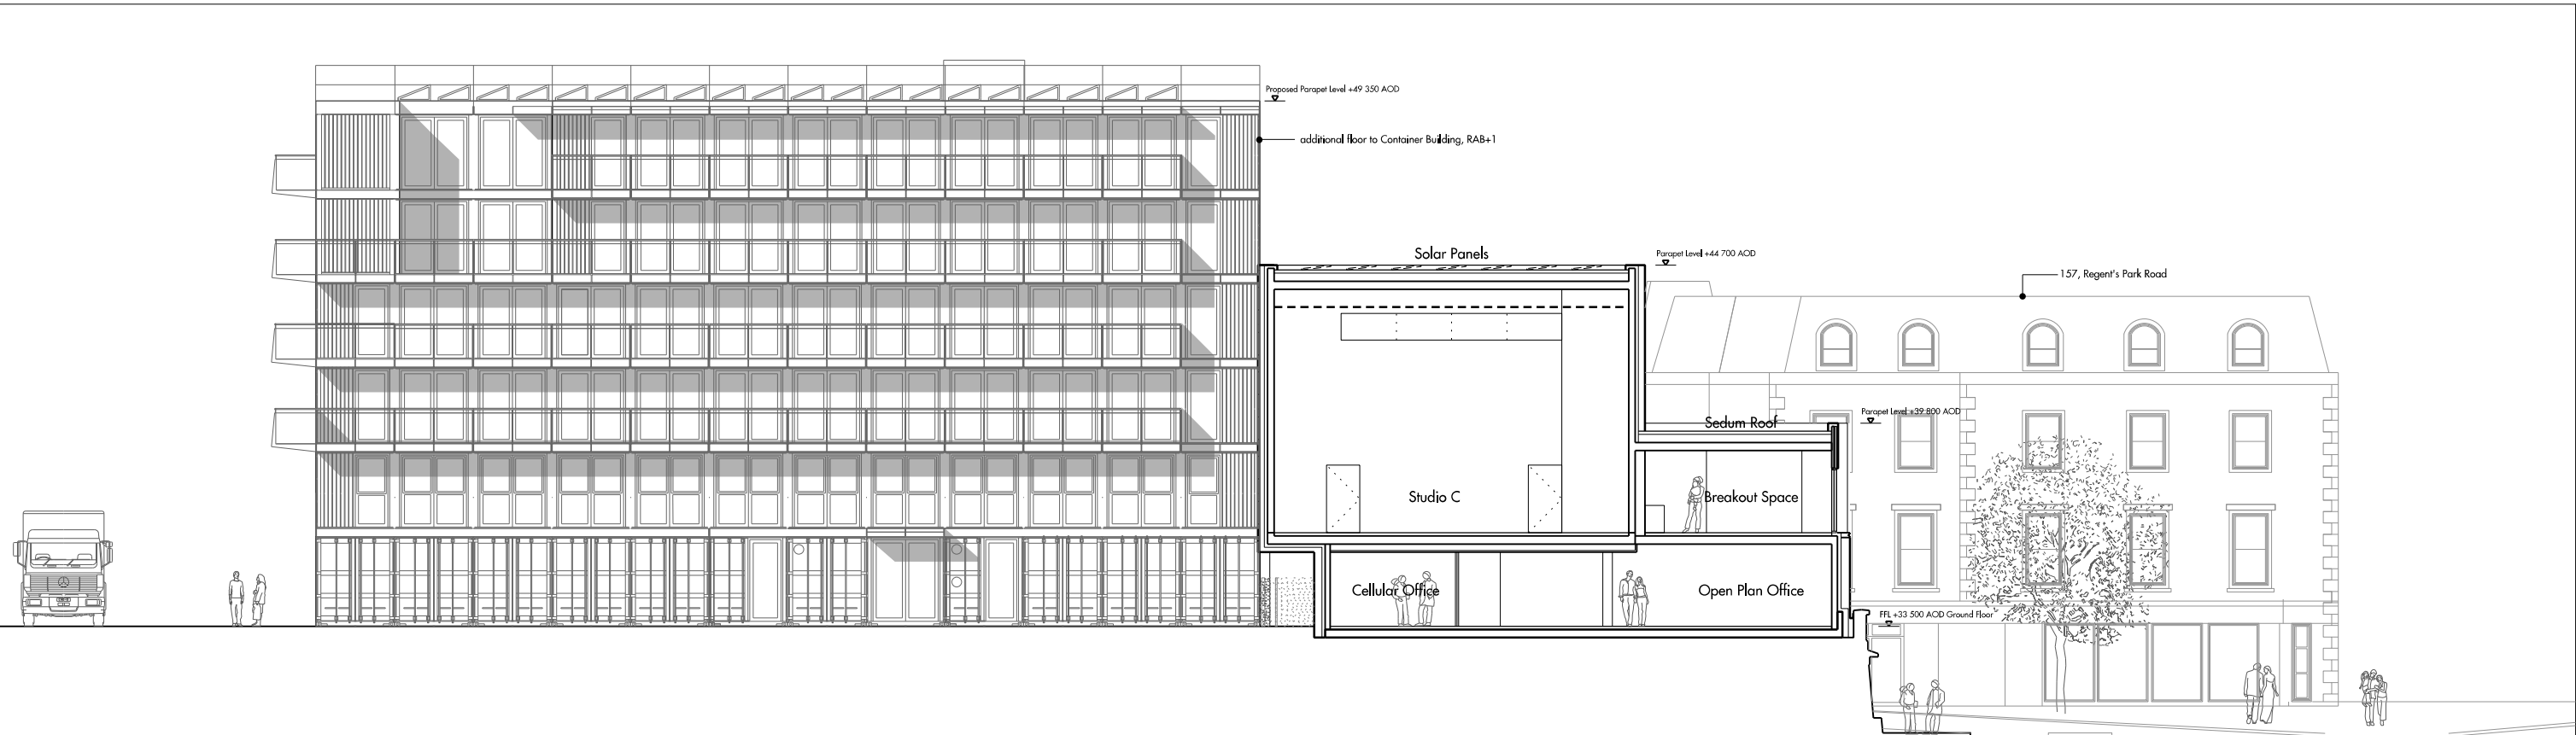 Proposed Parapet Level +49 350 AOD
additional floor to Container Building, RAB+1
Solar Panels
Parapet Level +44 700 AOD
157, Regent's Park Road
Parapet Level +39 800 AOD
Sedum Roof
Studio C
Breakout Space
Cellular Office
Open Plan Office
FFL +33 500 AOD Ground Floor